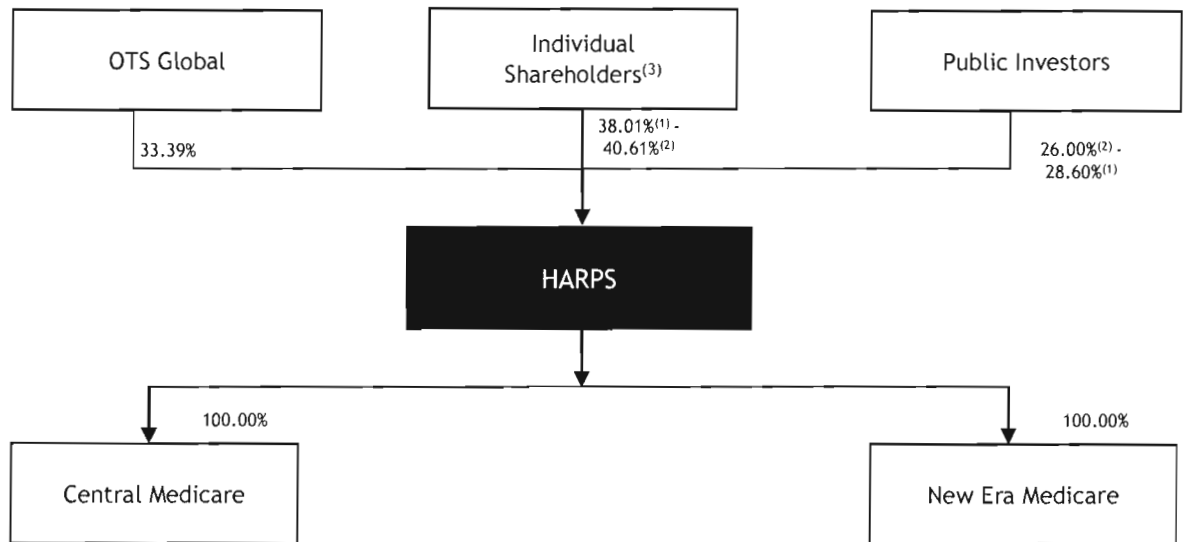 OTS Global
Individual
Shareholders(3)
Public Investors
33.39%
38.01%(1) -
40.61%(2)
26.00%(2) -
28.60%(1)
HARPS
100.00%
100.00%
Central Medicare
New Era Medicare